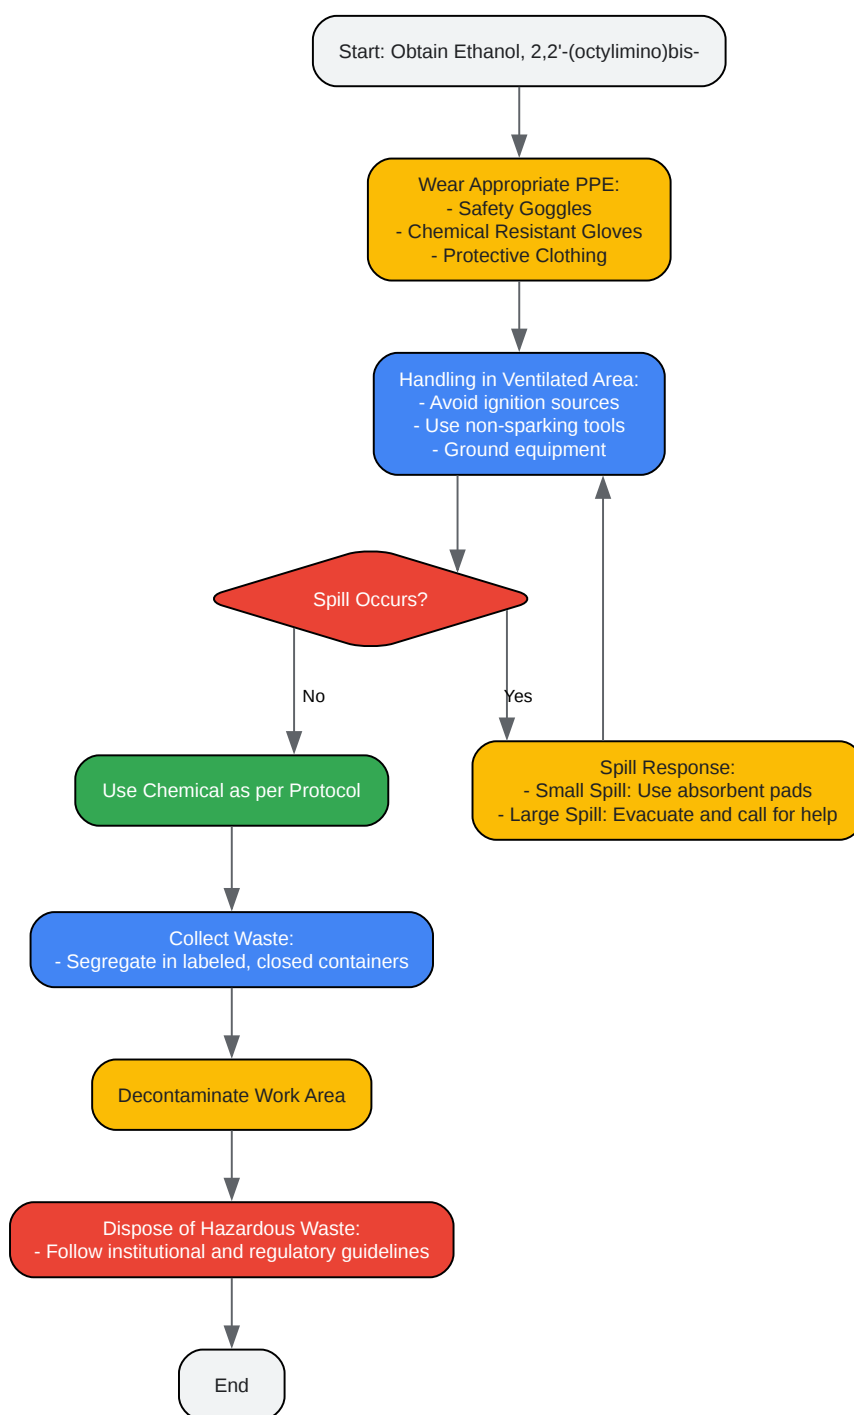 Start: Obtain Ethanol, 2,2'-(octylimino)bis-
Wear Appropriate PPE:
- Safety Goggles
- Chemical Resistant Gloves
- Protective Clothing
Handling in Ventilated Area:
- Avoid ignition sources
- Use non-sparking tools
- Ground equipment
Spill Occurs?
No
Yes
Use Chemical as per Protocol
Spill Response:
- Small Spill: Use absorbent pads
- Large Spill: Evacuate and call for help
Collect Waste:
- Segregate in labeled, closed containers
Decontaminate Work Area
Dispose of Hazardous Waste:
- Follow institutional and regulatory guidelines
End